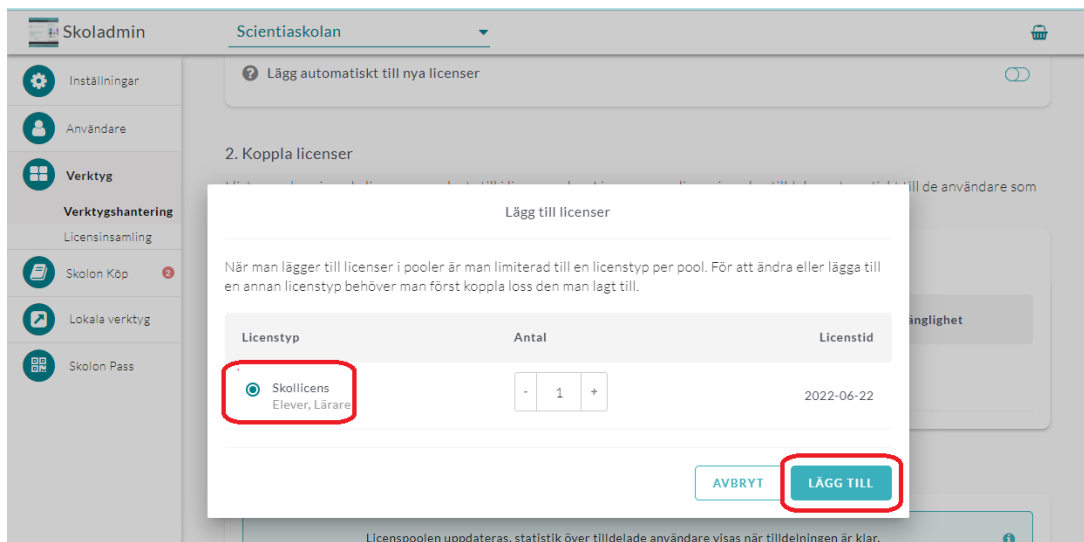 Skoladmin
Scientiaskolan
Inställningar
Användare
Verktyg
Verktygshantering
Licensinsamling
Skolon Köp 2
Lokala verktyg
Skolon Pass
Lägg automatiskt till nya licenser
2. Koppla licenser
till de användare som
änglighet
Lägg till licenser
När man lägger till licenser i pooler är man limiterad till en licenstyp per pool. För att ändra eller lägga till
en annan licenstyp behöver man först koppla loss den man lagt till.
Licenstyp Antal Licenstid
Skollicens - 1 + 2022-06-22
Elever, Lärare
AVBRYT LÄGG TILL
Licenspoolen uppdateras, statistik över tilldelade användare visas när tilldelningen är klar.